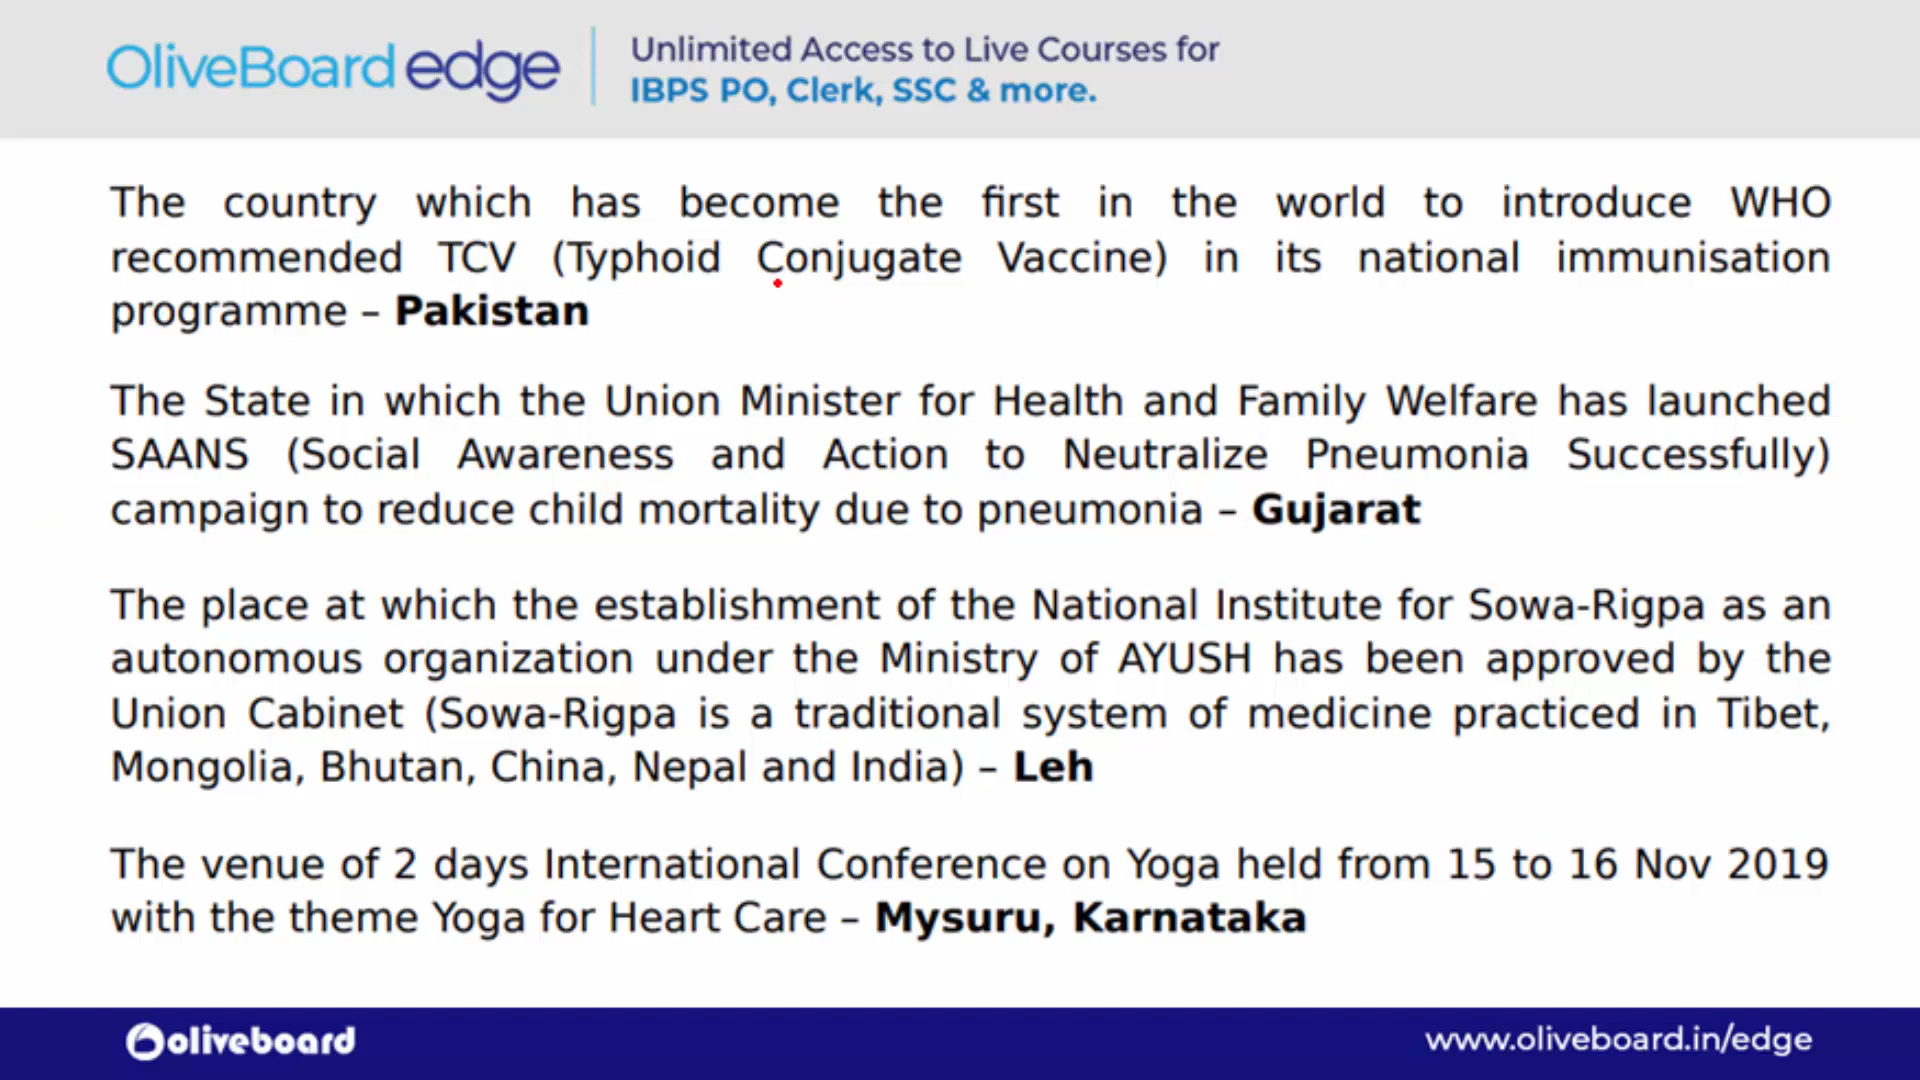 OliveBoard edge
Unlimited Access to Live Courses for
IBPS PO, Clerk, SSC & more.
The country which has become the first in the world to introduce WHO
recommended TCV (Typhoid Conjugate Vaccine) in its national immunisation
programme – Pakistan
The State in which the Union Minister for Health and Family Welfare has launched
SAANS (Social Awareness and Action to Neutralize Pneumonia Successfully)
campaign to reduce child mortality due to pneumonia – Gujarat
The place at which the establishment of the National Institute for Sowa-Rigpa as an
autonomous organization under the Ministry of AYUSH has been approved by the
Union Cabinet (Sowa-Rigpa is a traditional system of medicine practiced in Tibet,
Mongolia, Bhutan, China, Nepal and India) – Leh
The venue of 2 days International Conference on Yoga held from 15 to 16 Nov 2019
with the theme Yoga for Heart Care – Mysuru, Karnataka
oliveboard
www.oliveboard.in/edge